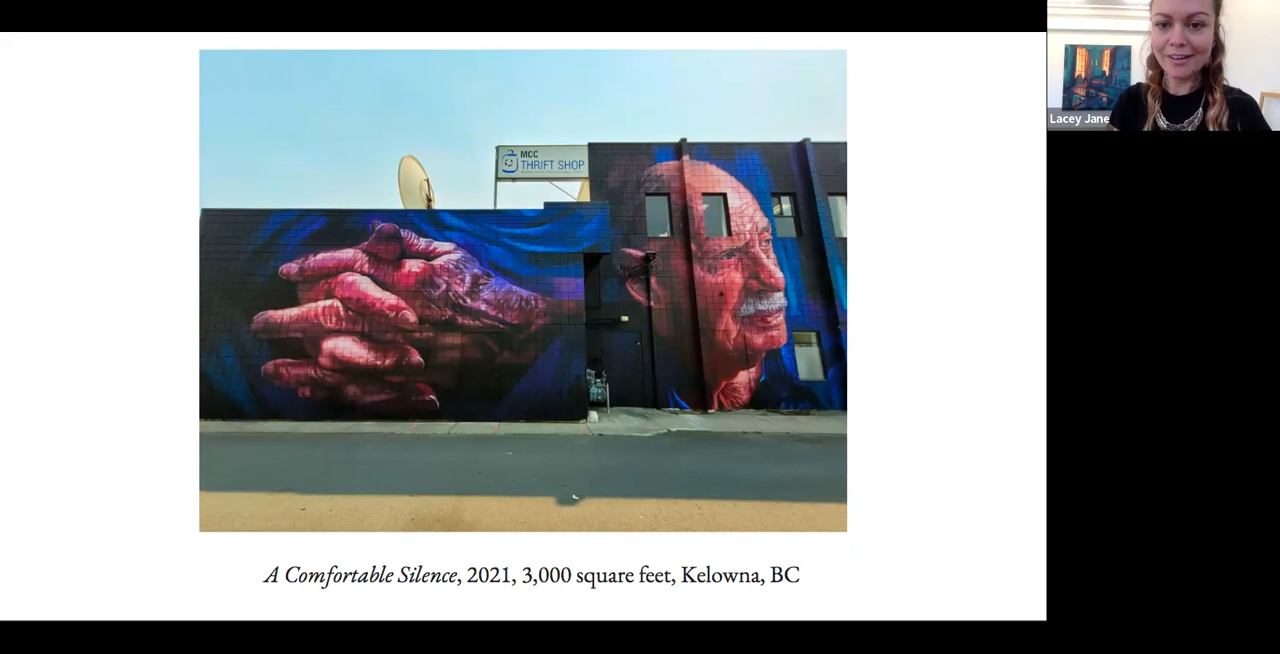 Lacey Jane
MCC
THRIFT SHOP
A Comfortable Silence, 2021, 3,000 square feet, Kelowna, BC